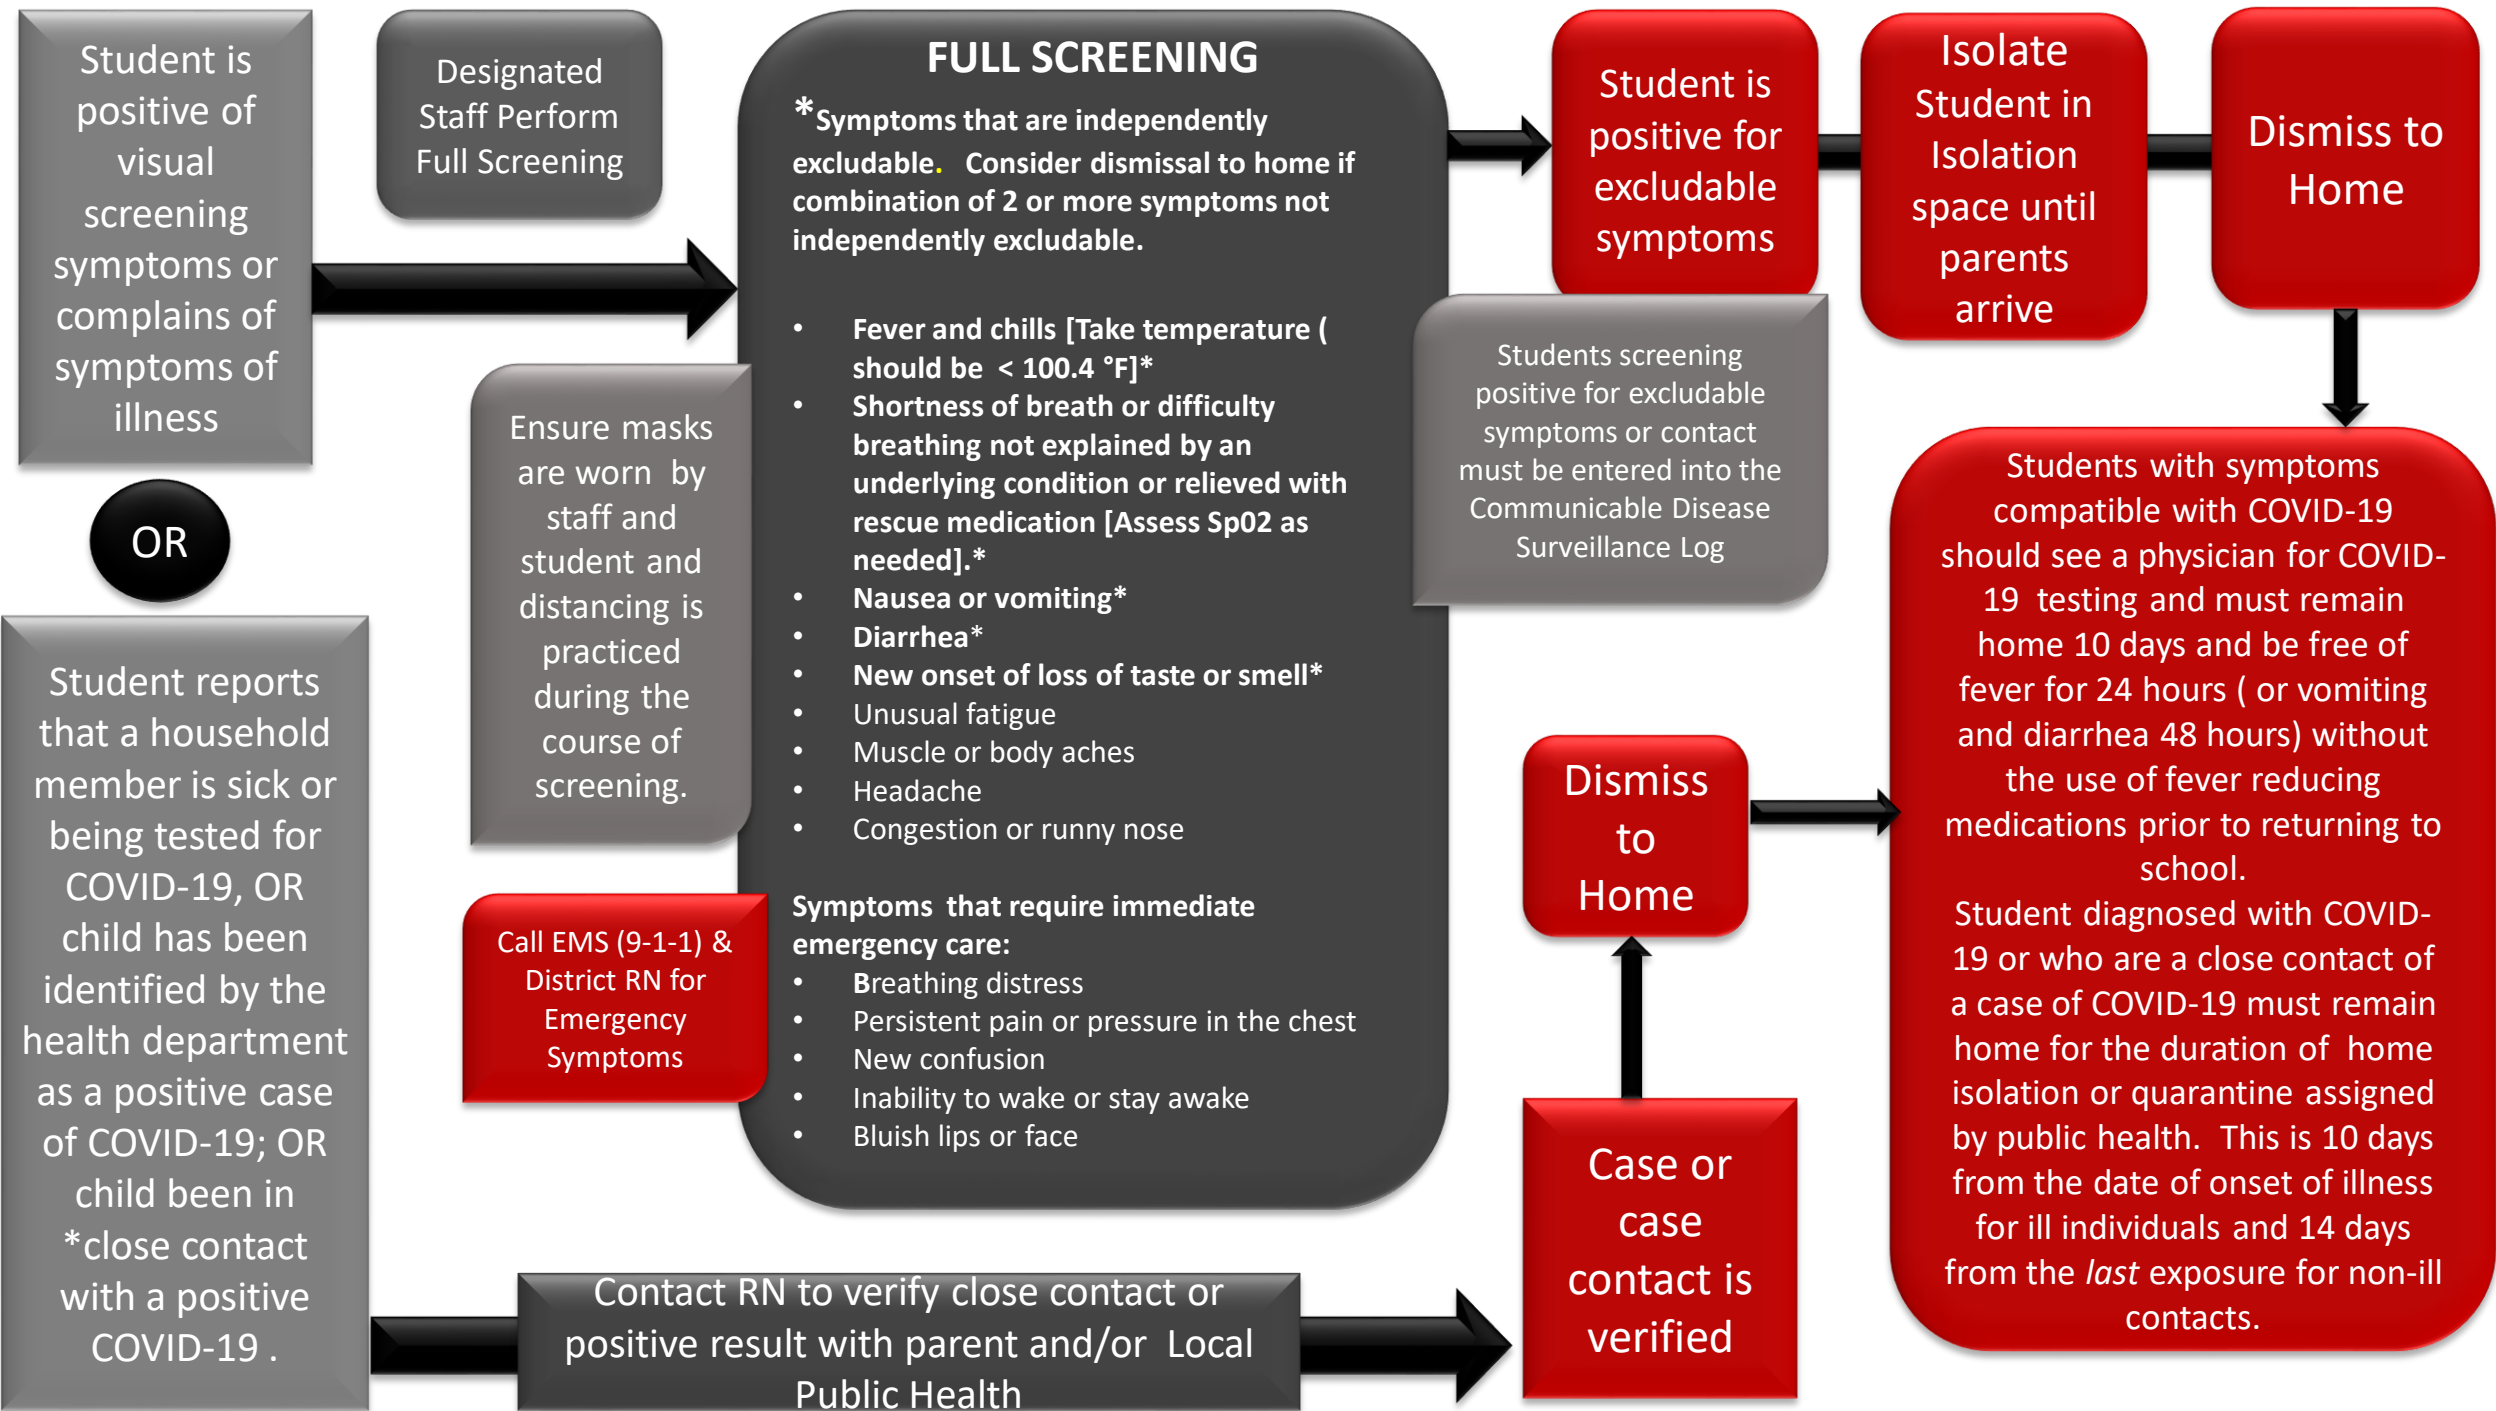 Student is
positive of
visual
screening
symptoms or
complains of
symptoms of
illness
OR
Student reports
that a household
member is sick or
being tested for
COVID-19, OR
child has been
identified by the
health department
as a positive case
of COVID-19; OR
child been in
*close contact
with a positive
COVID-19 .
Designated
Staff Perform
Full Screening
Ensure masks
are worn by
staff and
student and
distancing is
practiced
during the
course of
screening.
Call EMS (9-1-1) &
District RN for
Emergency
Symptoms
FULL SCREENING
*Symptoms that are independently
excludable. Consider dismissal to home if
combination of 2 or more symptoms not
independently excludable.
• Fever and chills [Take temperature (
should be < 100.4 °F]*
• Shortness of breath or difficulty
breathing not explained by an
underlying condition or relieved with
rescue medication [Assess Sp02 as
needed].*
• Nausea or vomiting*
• Diarrhea*
• New onset of loss of taste or smell*
• Unusual fatigue
• Muscle or body aches
• Headache
• Congestion or runny nose
Symptoms that require immediate
emergency care:
• Breathing distress
• Persistent pain or pressure in the chest
• New confusion
• Inability to wake or stay awake
• Bluish lips or face
Contact RN to verify close contact or
positive result with parent and/or Local
Public Health
Student is
positive for
excludable
symptoms
Isolate
Student in
Isolation
space until
parents
arrive
Dismiss to
Home
Students screening
positive for excludable
symptoms or contact
must be entered into the
Communicable Disease
Surveillance Log
Case or
case
contact is
verified
Dismiss
to
Home
Students with symptoms
compatible with COVID-19
should see a physician for COVID-
19 testing and must remain
home 10 days and be free of
fever for 24 hours ( or vomiting
and diarrhea 48 hours) without
the use of fever reducing
medications prior to returning to
school.
Student diagnosed with COVID-
19 or who are a close contact of
a case of COVID-19 must remain
home for the duration of home
isolation or quarantine assigned
by public health. This is 10 days
from the date of onset of illness
for ill individuals and 14 days
from the last exposure for non-ill
contacts.